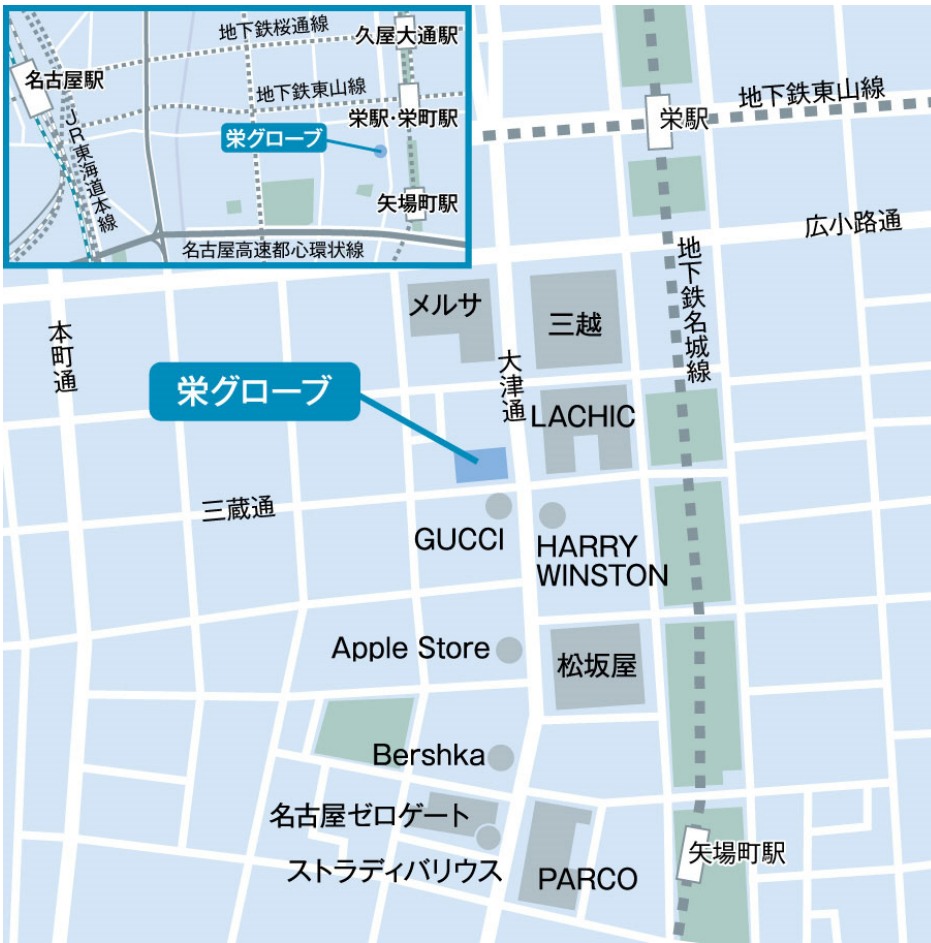 地下鉄桜通線
久屋大通駅
名古屋駅
地下鉄東山線
栄駅・栄町駅
栄グローブ
JR東海道本線
矢場町駅
名古屋高速都心環状線
地下鉄東山線
栄駅
広小路通
地下鉄名城線
メルサ
三越
本町通
大津通
栄グローブ
LACHIC
三蔵通
GUCCI
HARRY
WINSTON
Apple Store
松坂屋
Bershka
名古屋ゼロゲート
矢場町駅
ストラディバリウス
PARCO